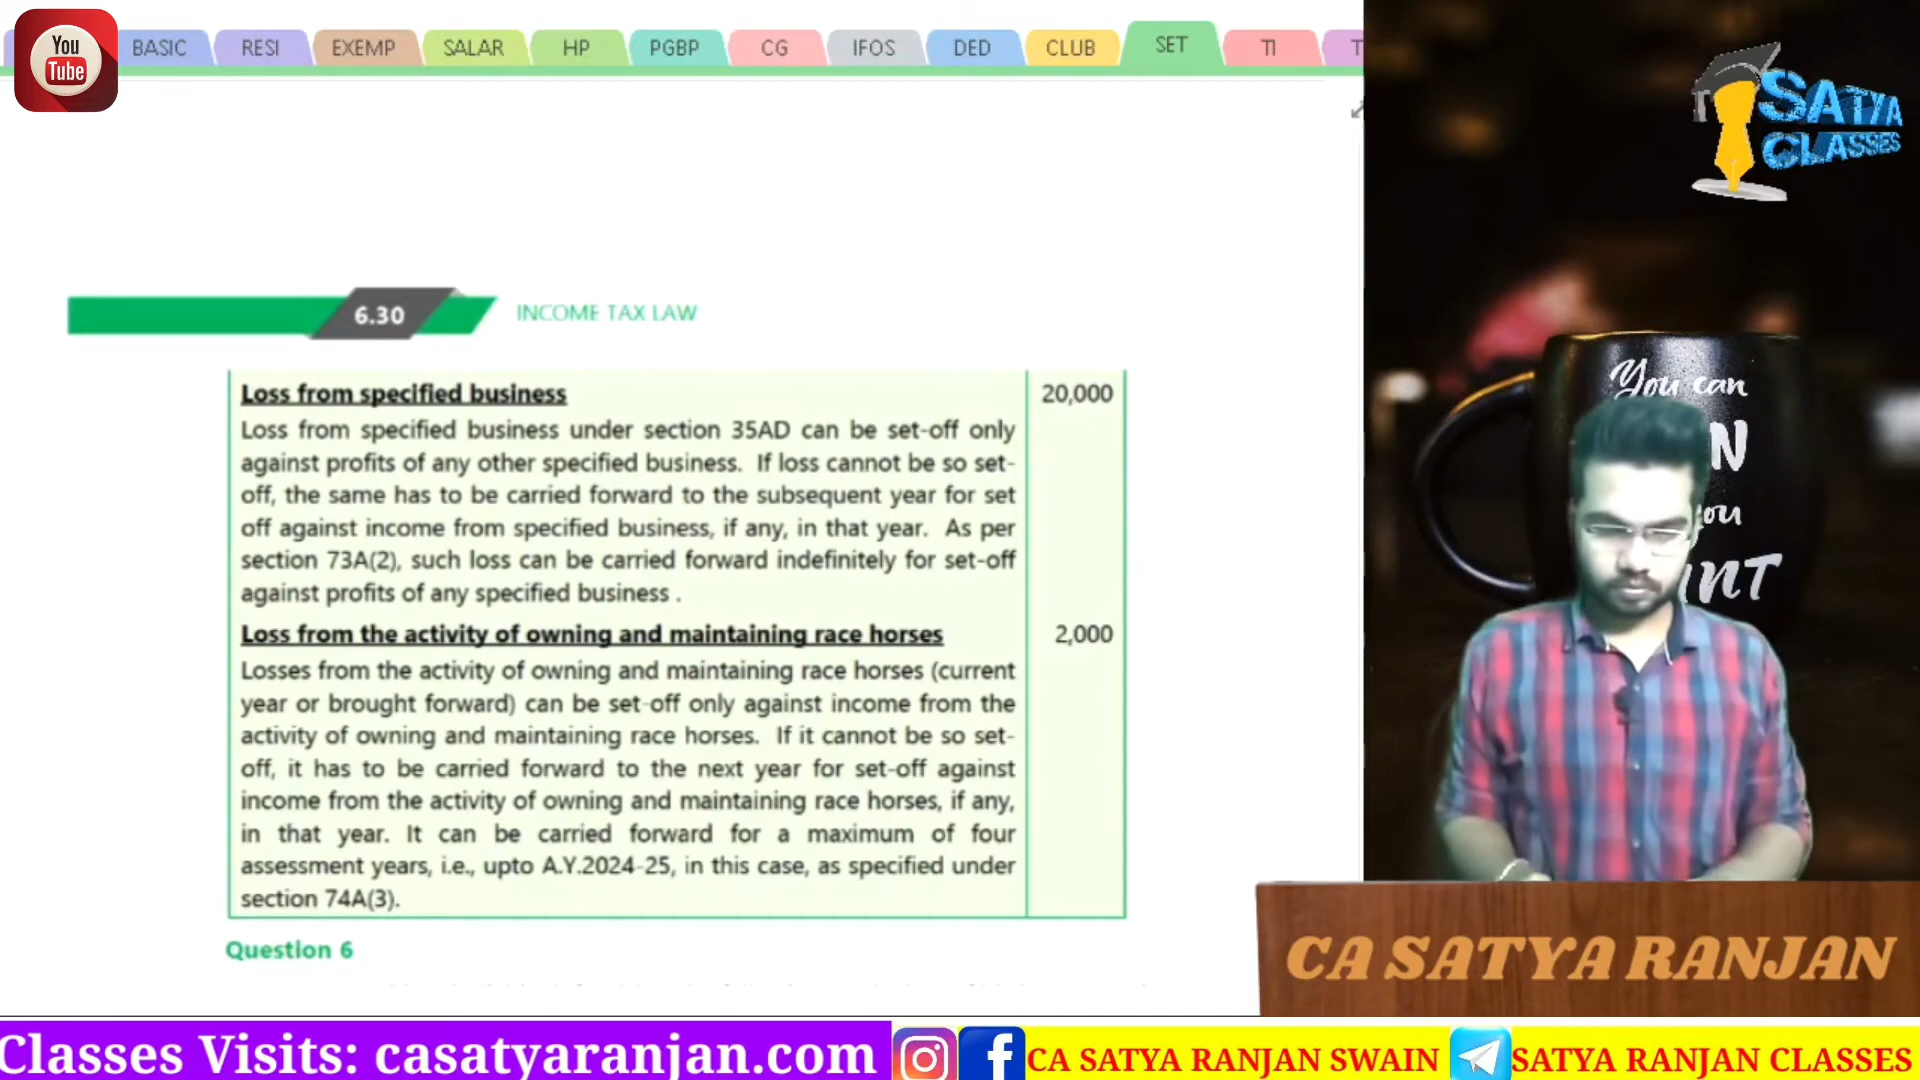 You
Tube
BASIC
RESI
EXEMP
SALAR
HP
PGBP
CG
IFOS
DED
CLUB
SET
TI
T
SATYA
CLASSES
6.30
INCOME TAX LAW
Loss from specified business 20,000
Loss from specified business under section 35AD can be set-off only
against profits of any other specified business. If loss cannot be so set-
off, the same has to be carried forward to the subsequent year for set
off against income from specified business, if any, in that year. As per
section 73A(2), such loss can be carried forward indefinitely for set-off
against profits of any specified business .
Loss from the activity of owning and maintaining race horses 2,000
Losses from the activity of owning and maintaining race horses (current
year or brought forward) can be set-off only against income from the
activity of owning and maintaining race horses. If it cannot be so set-
off, it has to be carried forward to the next year for set-off against
income from the activity of owning and maintaining race horses, if any,
in that year. It can be carried forward for a maximum of four
assessment years, i.e., upto A.Y.2024-25, in this case, as specified under
section 74A(3).
Question 6
You can
N
ou
NT
CA SATYA RANJAN
Classes Visits: casatyaranjan.com
CA SATYA RANJAN SWAIN
SATYA RANJAN CLASSES